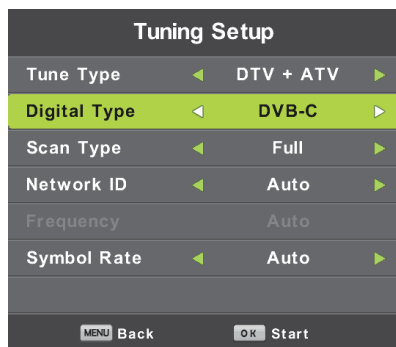 Tuning Setup
Tune Type DTV + ATV
Digital Type DVB-C
Scan Type Full
Network ID Auto
Frequency Auto
Symbol Rate Auto
MENU Back OK Start